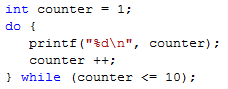 int counter = 1;
do {
    printf("%d\n", counter);
    counter ++;
} while (counter <= 10);